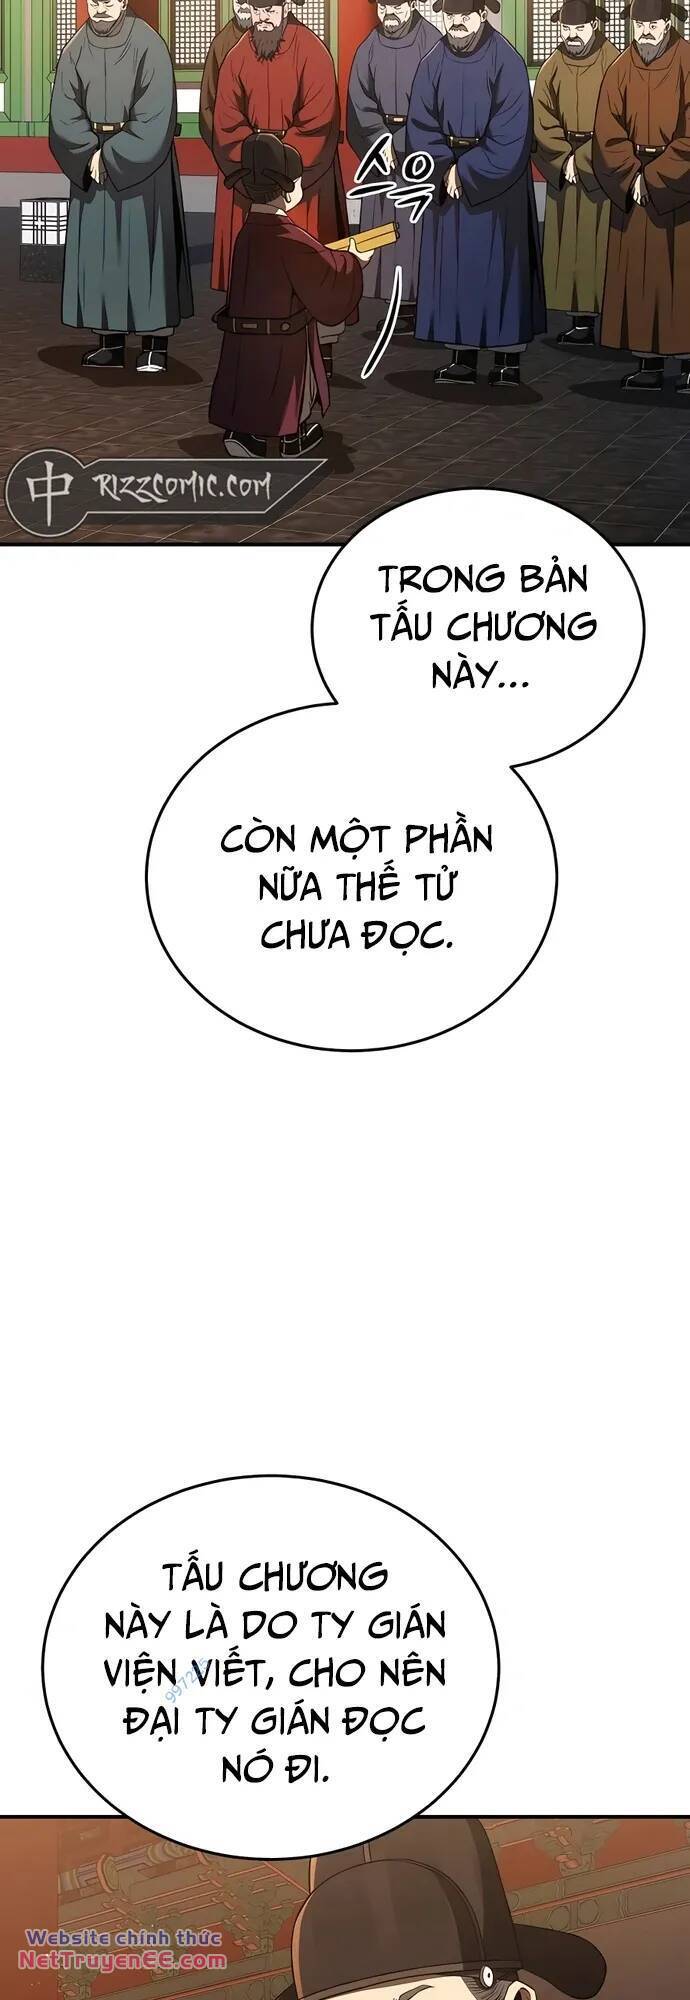 스윽
中 RIZZCOMIC.COM
TRONG BẢN
TẤU CHƯƠNG
NÀY...
CÒN MỘT PHẦN
NỮA THẾ TỬ
CHƯA ĐỌC.
TẤU CHƯƠNG
NÀY LÀ DO TY GIÁN
VIỆN VIẾT, CHO NÊN
ĐẠI TY GIÁN ĐỌC
NÓ ĐI.
Website chính thức
NetTruyenEE.com